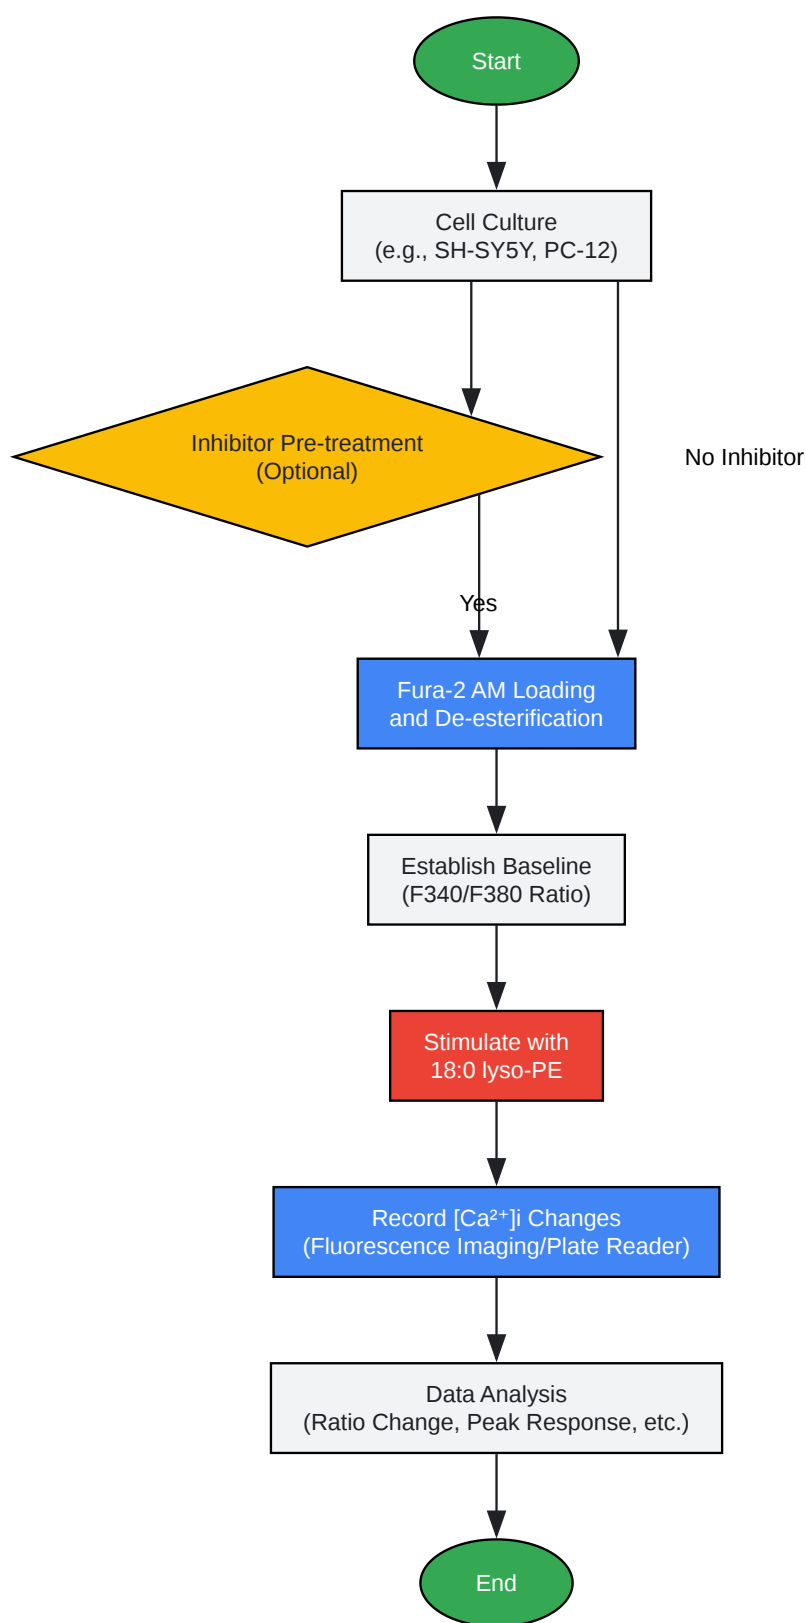 Start
Cell Culture
(e.g., SH-SY5Y, PC-12)
Inhibitor Pre-treatment
(Optional)
No Inhibitor
Yes
Fura-2 AM Loading
and De-esterification
Establish Baseline
(F340/F380 Ratio)
Stimulate with
18:0 lyso-PE
Record [Ca²⁺]i Changes
(Fluorescence Imaging/Plate Reader)
Data Analysis
(Ratio Change, Peak Response, etc.)
End